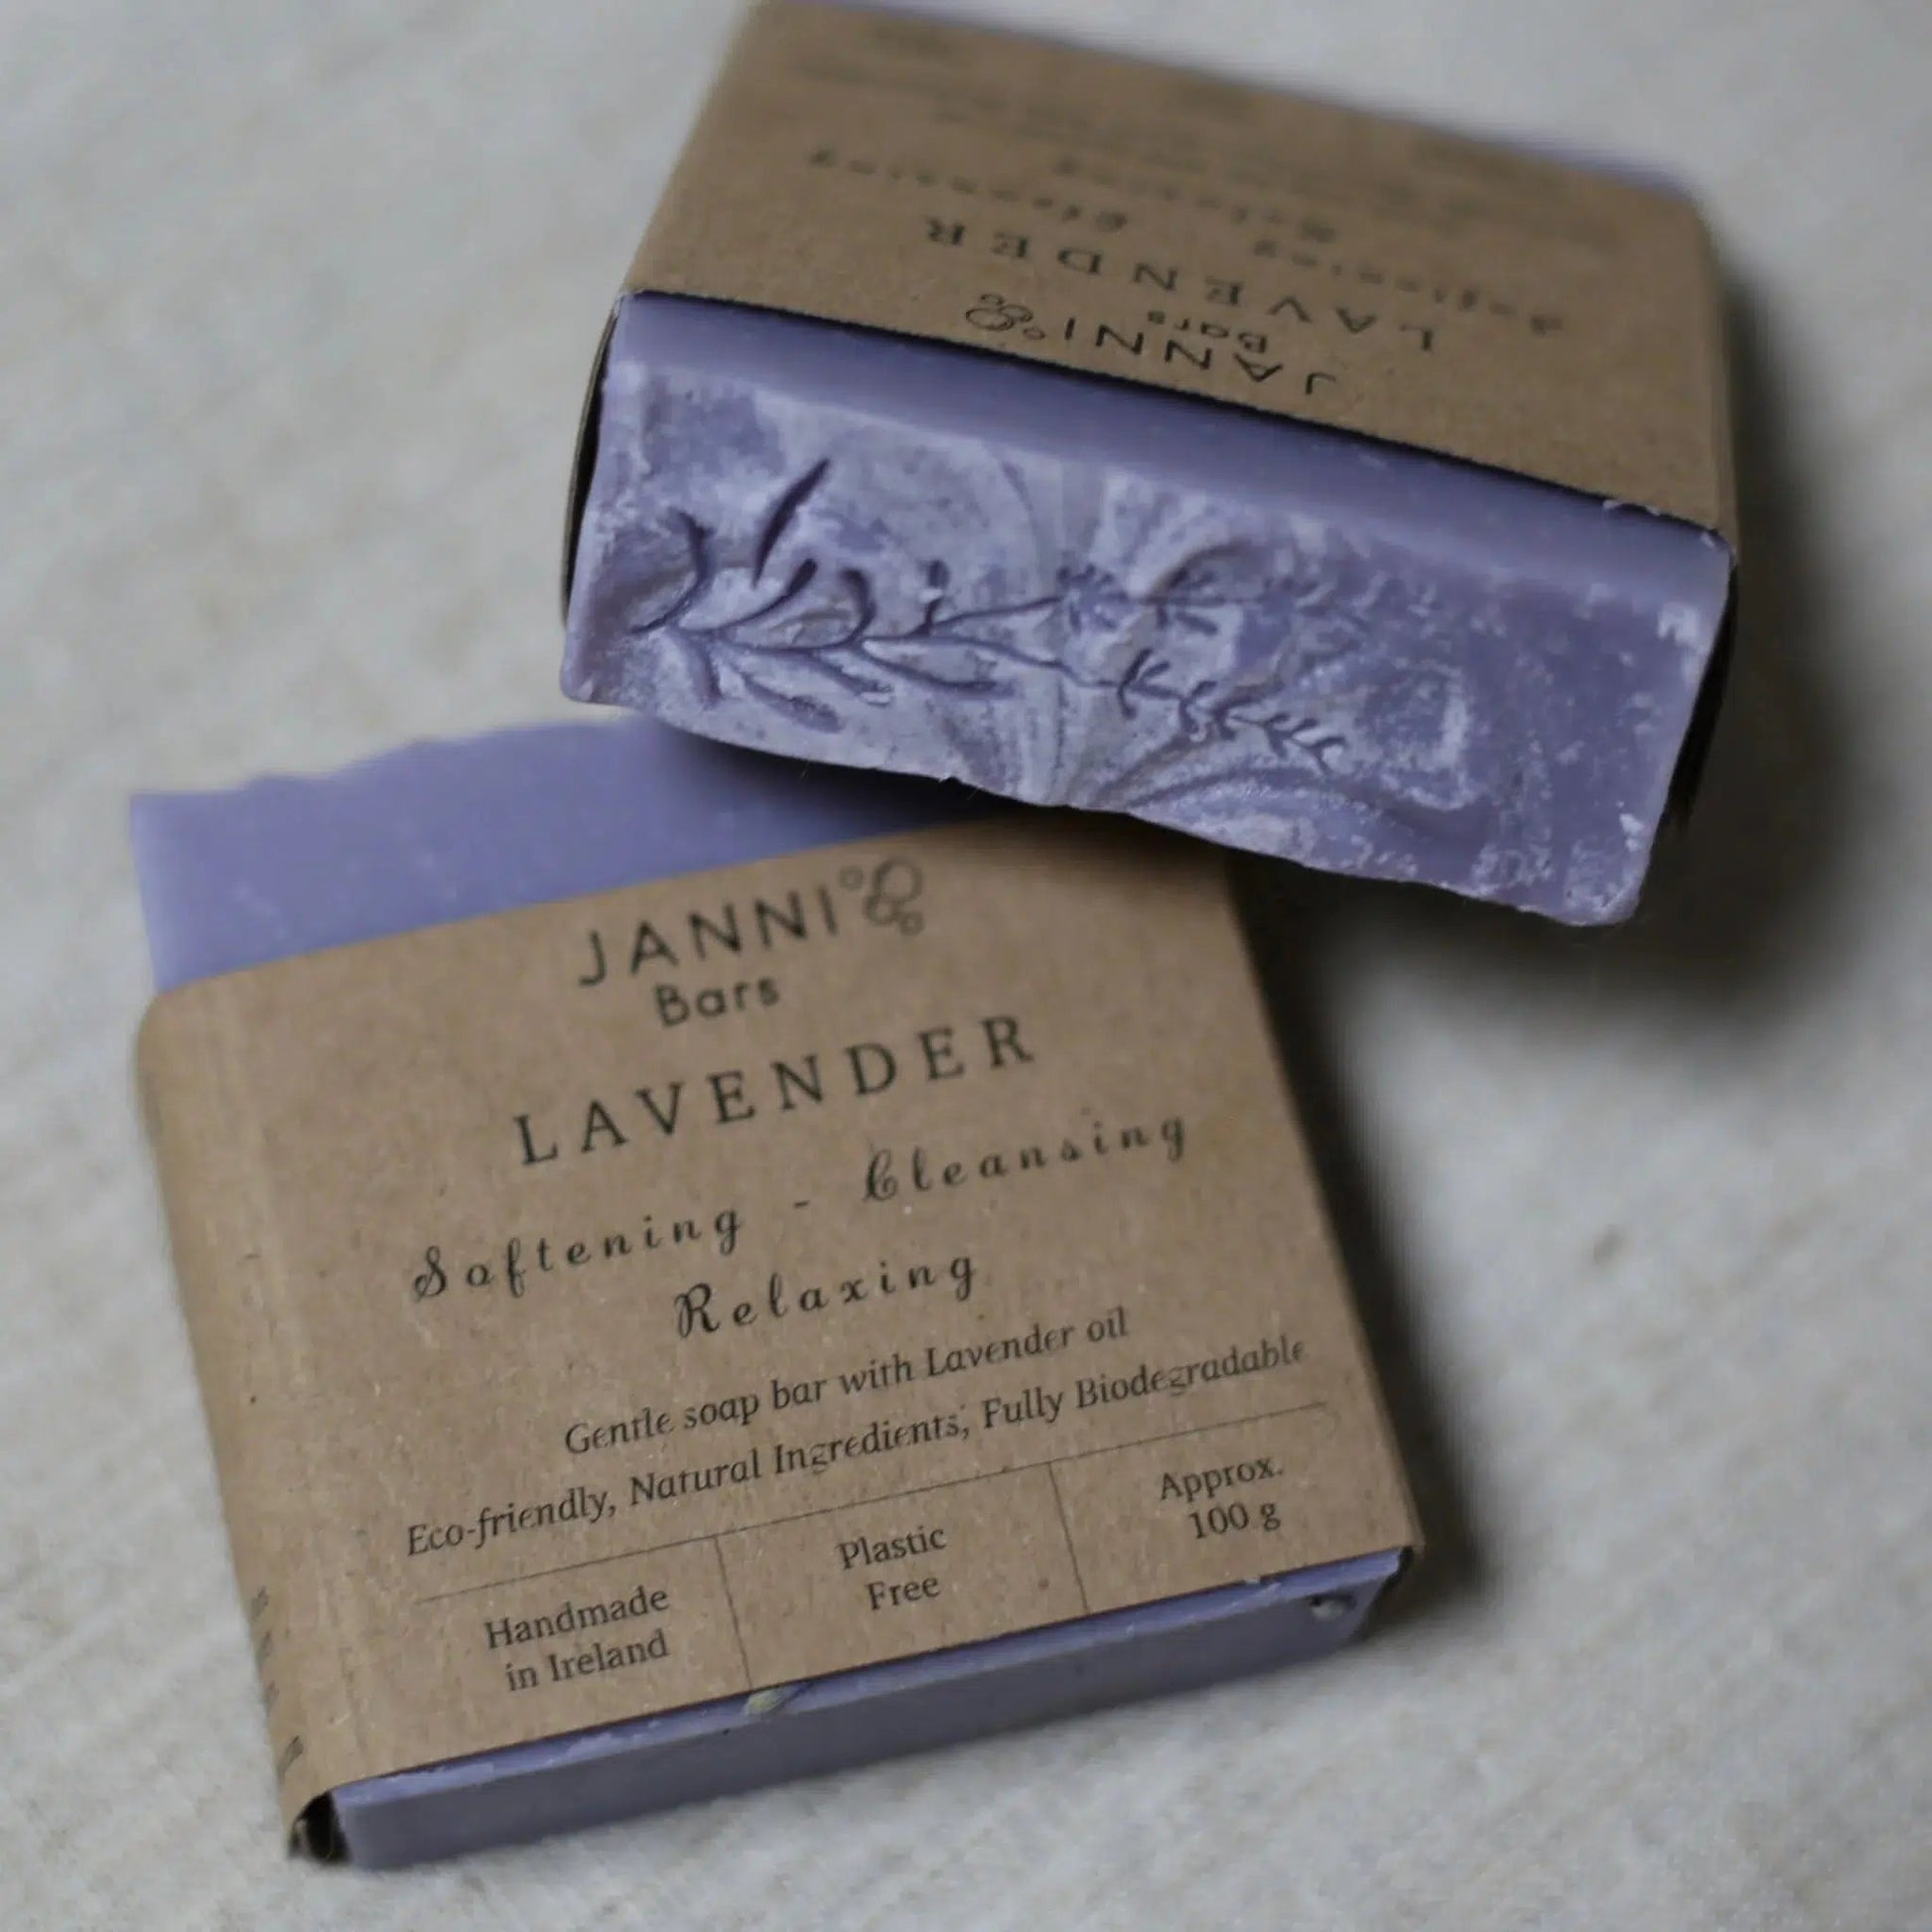 JANNI
Bars
LAVENDER
Softening - Cleansing
Relaxing
JANNI
Bars
LAVENDER
Softening - Cleansing
Relaxing
Gentle soap bar with Lavender oil
Eco-friendly, Natural Ingredients, Fully Biodegradable
Handmade
in Ireland
Plastic
Free
Approx.
100 g